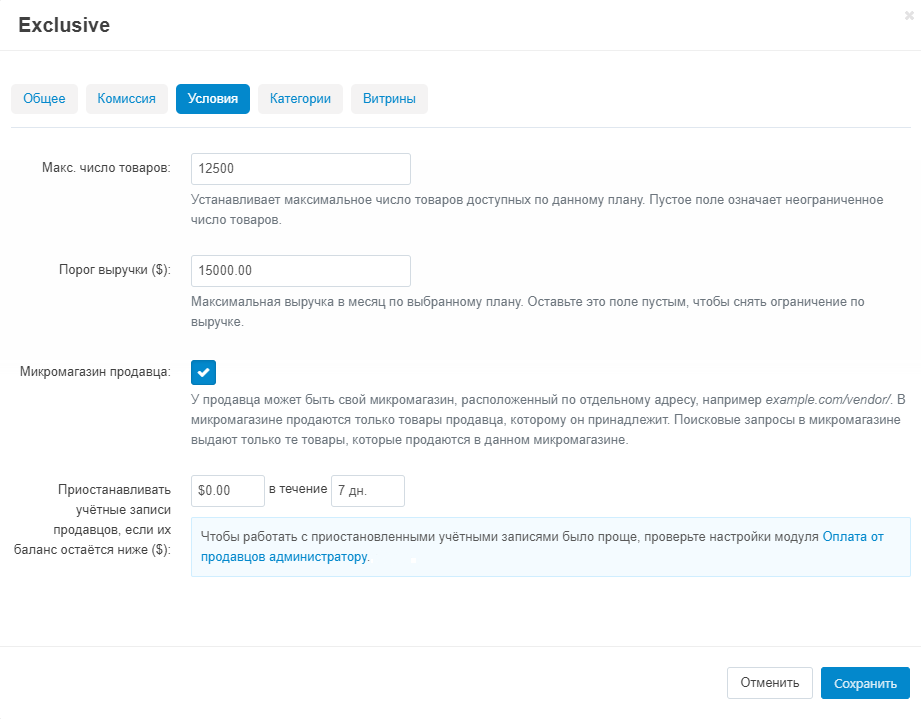 Exclusive
Общее Комиссия Условия Категории Витрины
Макс. число товаров: 12500
Устанавливает максимальное число товаров доступных по данному плану. Пустое поле означает неограниченное
число товаров.
Порог выручки ($): 15000.00
Максимальная выручка в месяц по выбранному плану. Оставьте это поле пустым, чтобы снять ограничение по
выручке.
Микромагазин продавца:
У продавца может быть свой микромагазин, расположенный по отдельному адресу, например example.com/vendor/. В
микромагазине продаются только товары продавца, которому он принадлежит. Поисковые запросы в микромагазине
выдают только те товары, которые продаются в данном микромагазине.
Приостанавливать
учётные записи
продавцов, если их
баланс остаётся ниже ($):
$0.00 в течение 7 дн.
Чтобы работать с приостановленными учётными записями было проще, проверьте настройки модуля Оплата от
продавцов администратору.
Отменить Сохранить